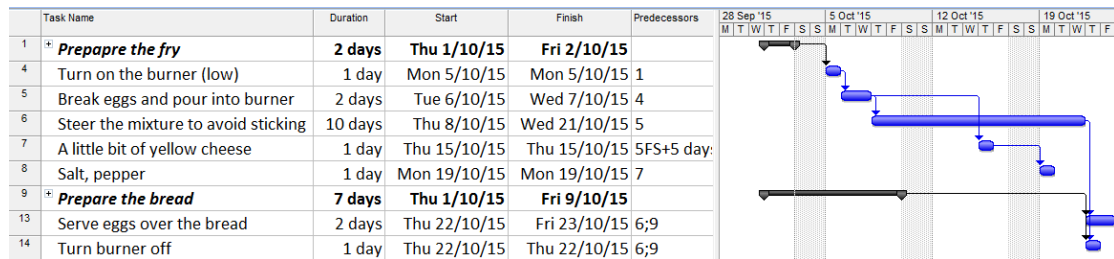 Task Name Duration Start Finish Predecessors 28 Sep '15 5 Oct '15 12 Oct '15 19 Oct '15
M T W T F S S M T W T F S S M T W T F S S M T W T F
1 Prepapre the fry 2 days Thu 1/10/15 Fri 2/10/15
4 Turn on the burner (low) 1 day Mon 5/10/15 Mon 5/10/15 1
5 Break eggs and pour into burner 2 days Tue 6/10/15 Wed 7/10/15 4
6 Steer the mixture to avoid sticking 10 days Thu 8/10/15 Wed 21/10/15 5
7 A little bit of yellow cheese 1 day Thu 15/10/15 Thu 15/10/15 5FS+5 days
8 Salt, pepper 1 day Mon 19/10/15 Mon 19/10/15 7
9 Prepare the bread 7 days Thu 1/10/15 Fri 9/10/15
13 Serve eggs over the bread 2 days Thu 22/10/15 Fri 23/10/15 6;9
14 Turn burner off 1 day Thu 22/10/15 Thu 22/10/15 6;9